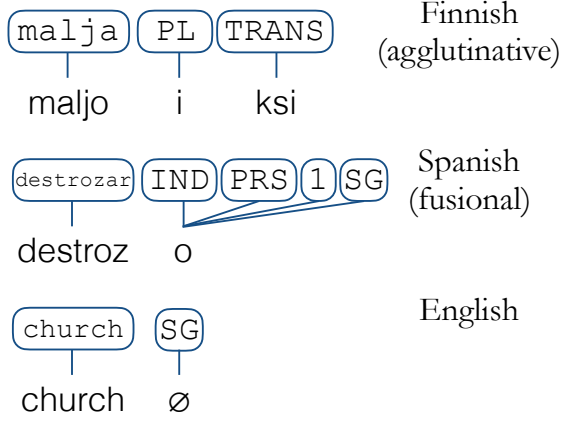 malja PL TRANS Finnish
(agglutinative)
maljo i ksi
destrozar IND PRS 1 SG Spanish
(fusional)
destroz o
church SG English
church ∅